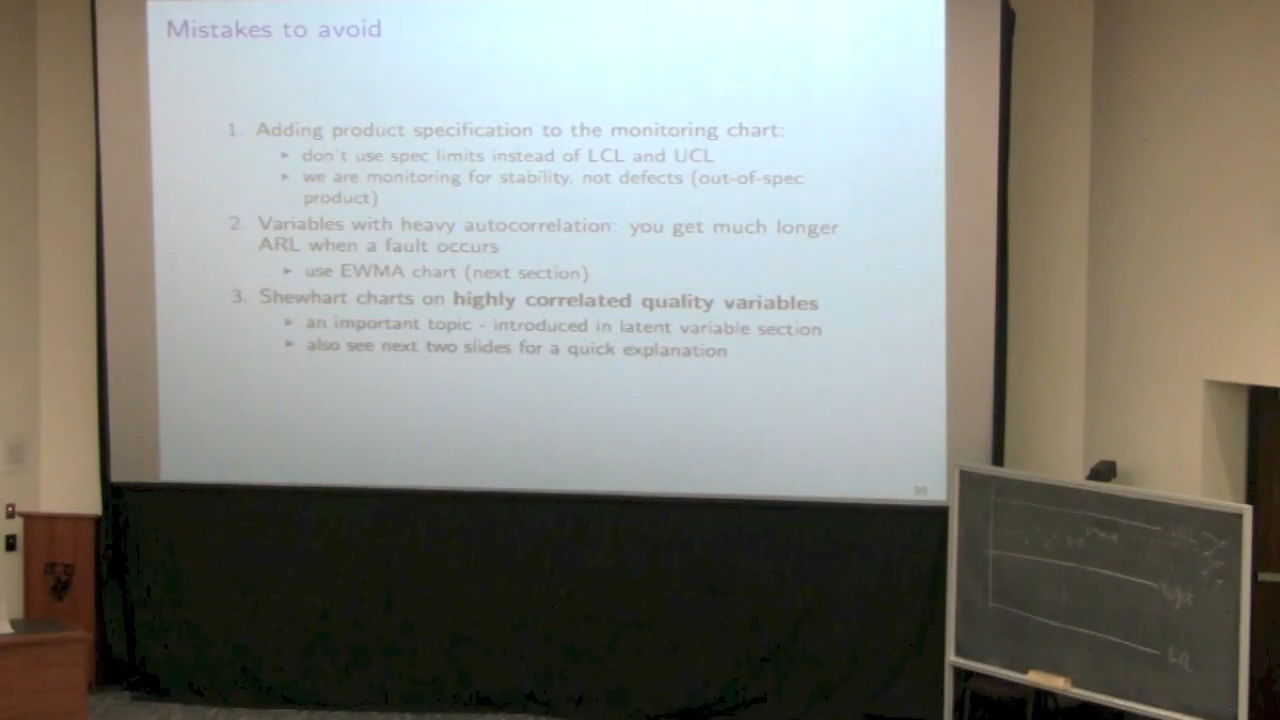 Mistakes to avoid
1. Adding product specification to the monitoring chart:
▸ don't use spec limits instead of LCL and UCL
▸ we are monitoring for stability, not defects (out-of-spec
product)
2. Variables with heavy autocorrelation: you get much longer
ARL when a fault occurs
▸ use EWMA chart (next section)
3. Shewhart charts on highly correlated quality variables
▸ an important topic - introduced in latent variable section
▸ also see next two slides for a quick explanation
30
LCL